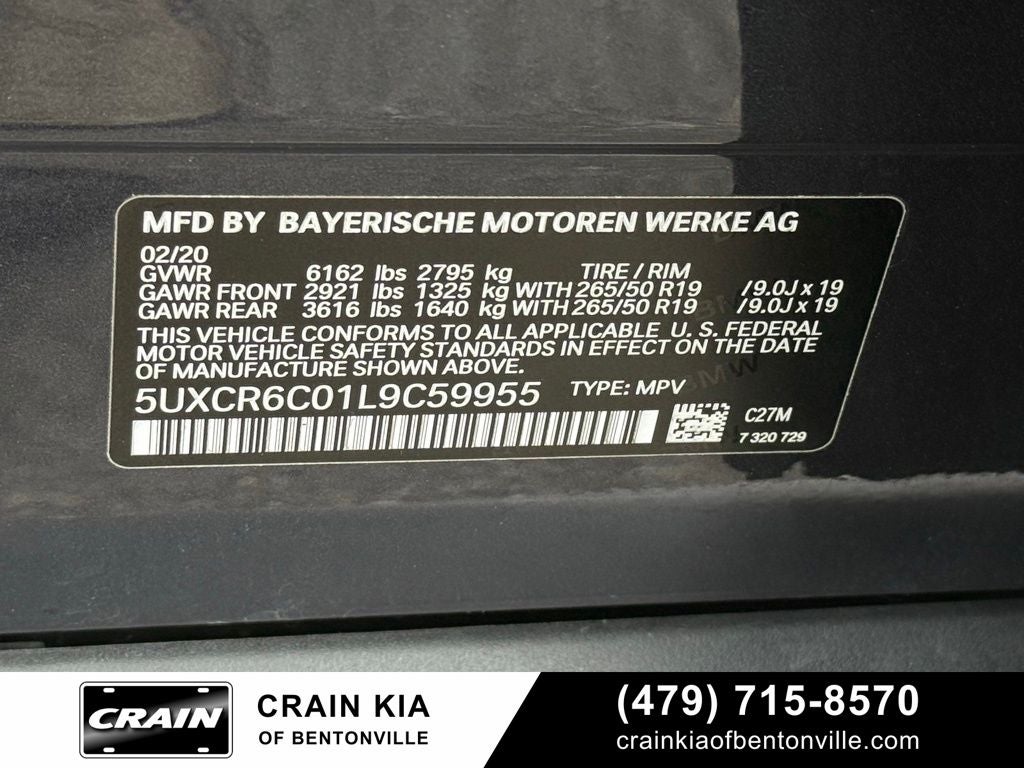 MFD BY BAYERISCHE MOTOREN WERKE AG
02/20
GVWR 6162 lbs 2795 kg TIRE / RIM
GAWR FRONT 2921 lbs 1325 kg WITH 265/50 R19 /9.0J x 19
GAWR REAR 3616 lbs 1640 kg WITH 265/50 R19 /9.0J x 19
THIS VEHICLE CONFORMS TO ALL APPLICABLE U. S. FEDERAL
MOTOR VEHICLE SAFETY STANDARDS IN EFFECT ON THE DATE
OF MANUFACTURE SHOWN ABOVE.
5UXCR6C01L9C59955 TYPE: MPV
C27M
7 320 729
CRAIN
CRAIN KIA
OF BENTONVILLE
(479) 715-8570
crainkiaofbentonville.com